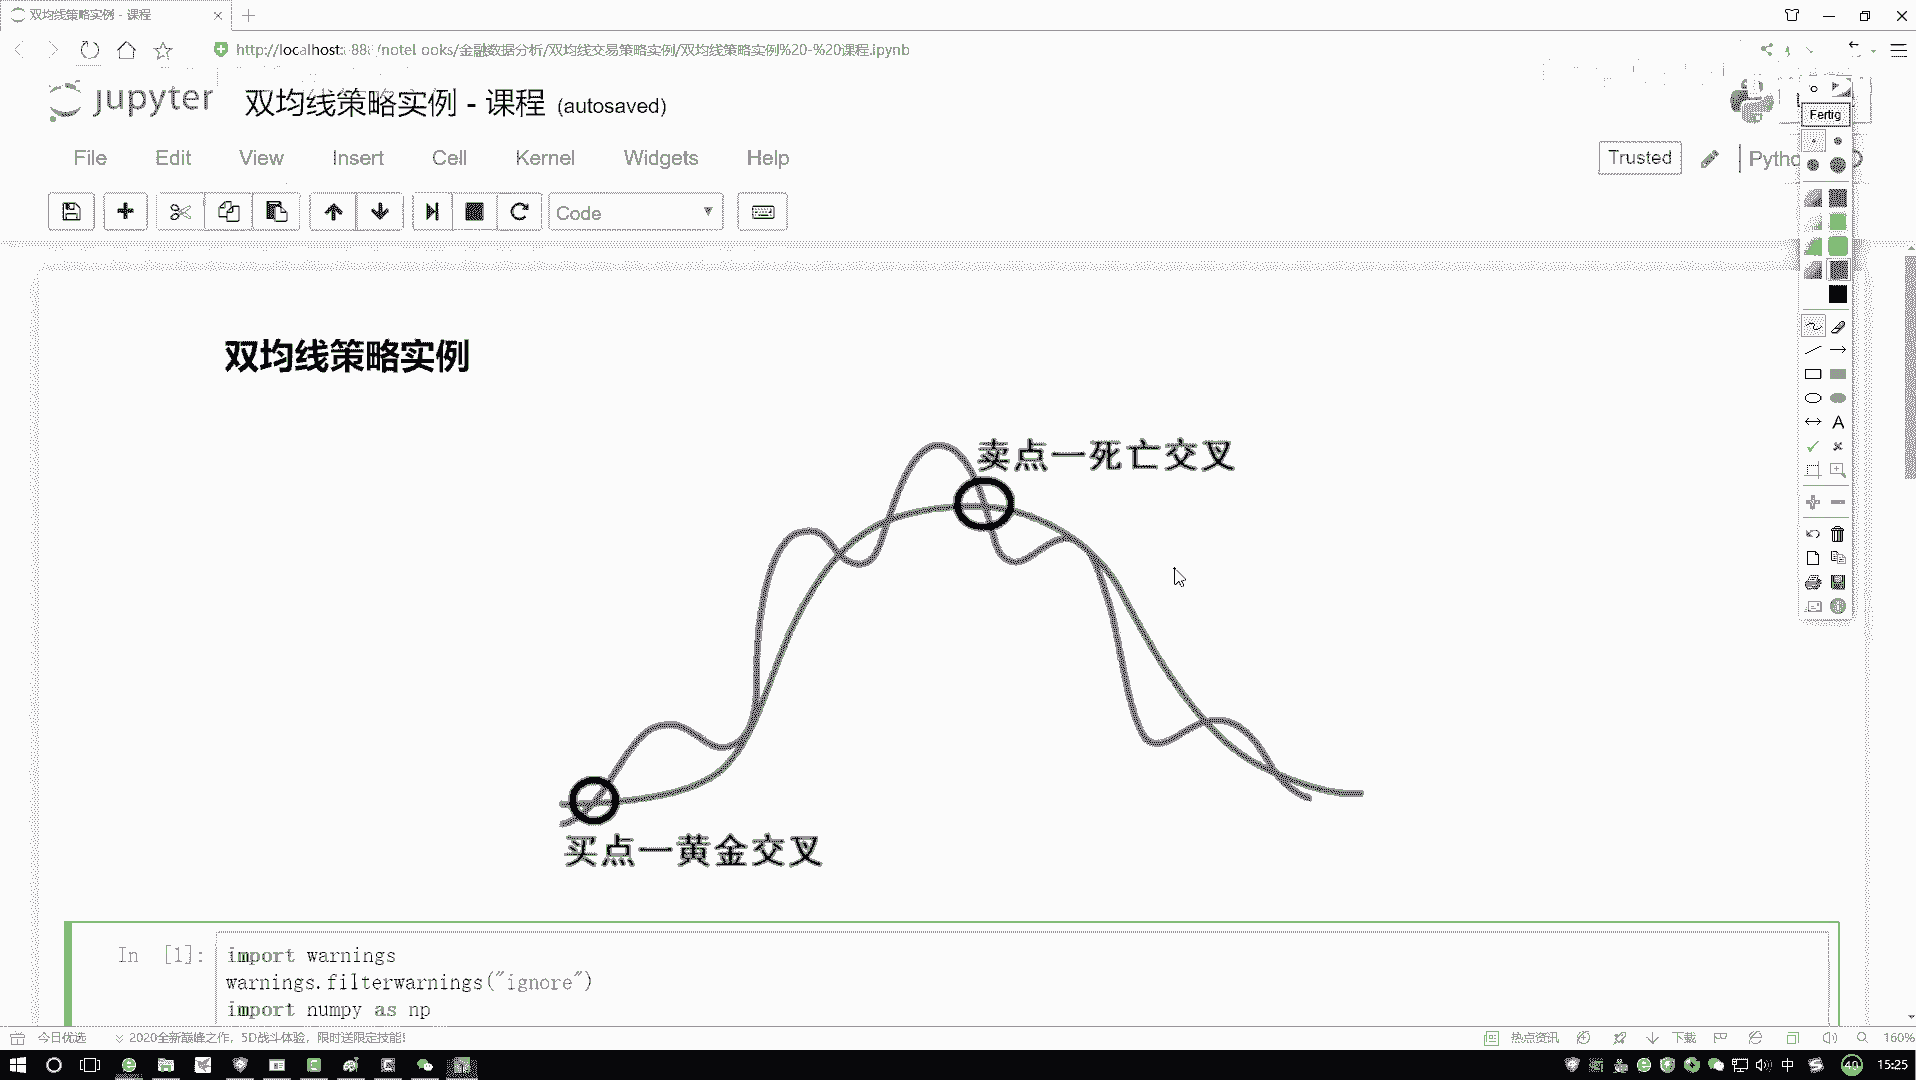 双均线策略实例 - 课程
http://localhost:888/notebooks/金融数据分析/双均线交易策略实例/双均线策略实例%20-%20课程.ipynb
jupyter 双均线策略实例 - 课程 (autosaved)
Fertig
File Edit View Insert Cell Kernel Widgets Help
Trusted
Code
双均线策略实例
卖点一死亡交叉
买点一黄金交叉
In [1]: import warnings
warnings.filterwarnings("ignore")
import numpy as np
今日优选 2020全新巅峰之作，5D战斗体验，限时送限定技能！
热点资讯 下载 160%
中 40 15:25